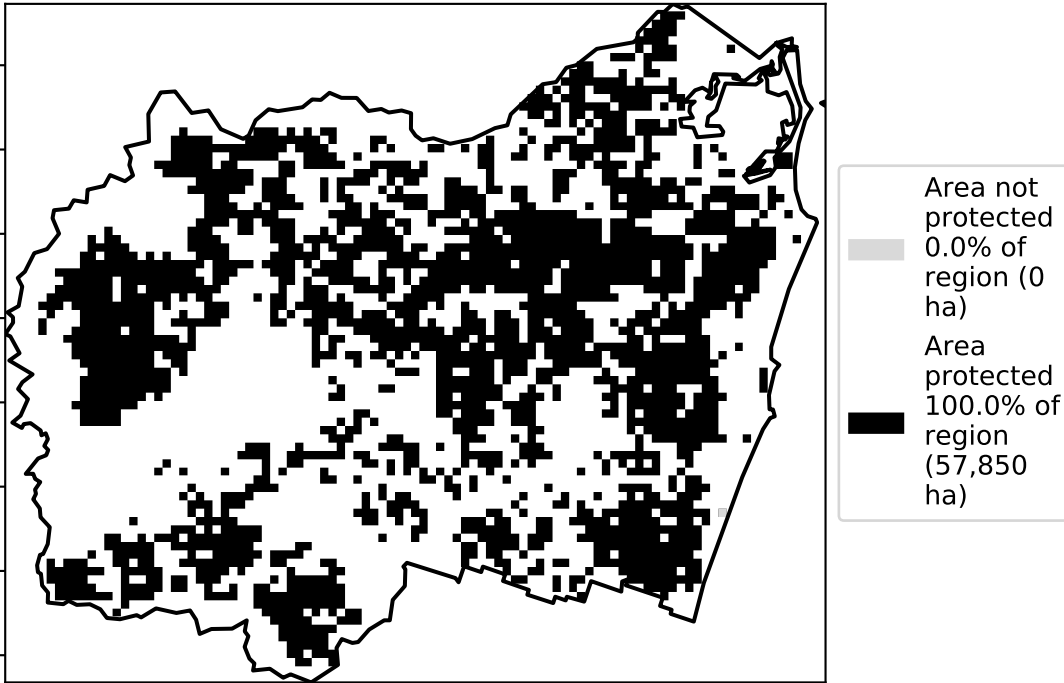 Area not
protected
0.0% of
region (0
ha)
Area
protected
100.0% of
region
(57,850
ha)